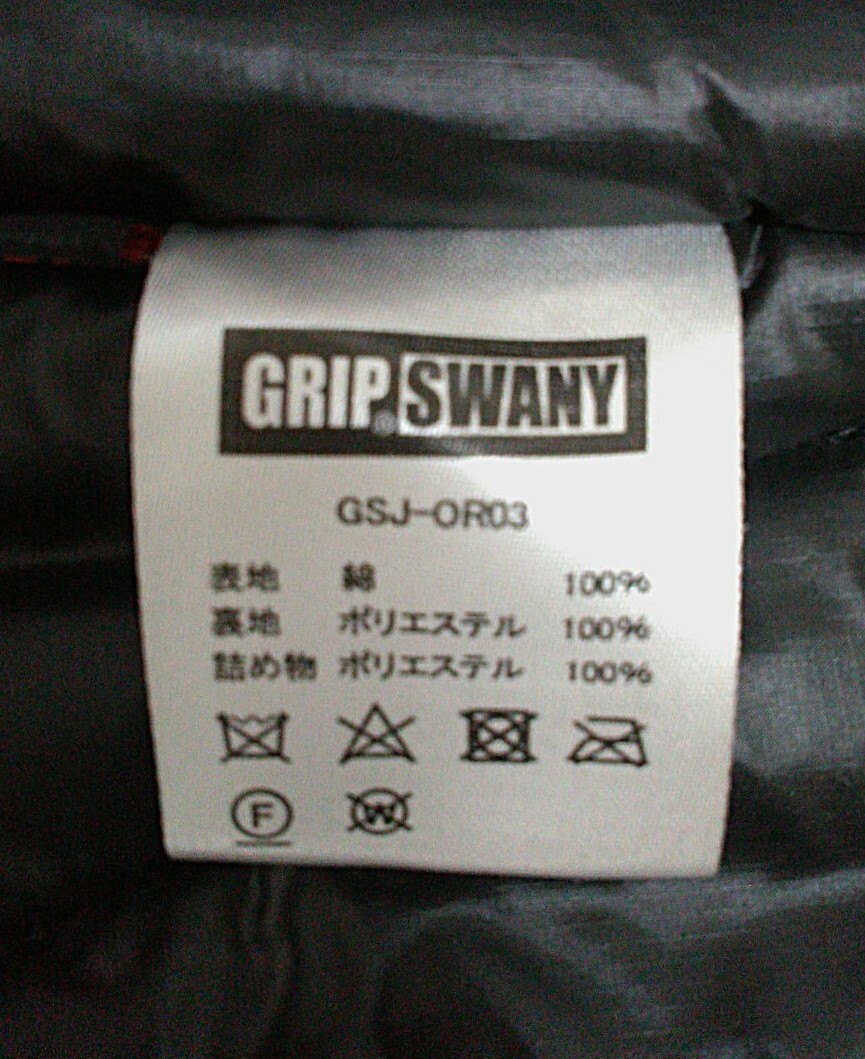 GRIP® SWANY
GSJ-OR03
表地 綿 100%
裏地 ポリエステル 100%
詰め物 ポリエステル 100%
F W